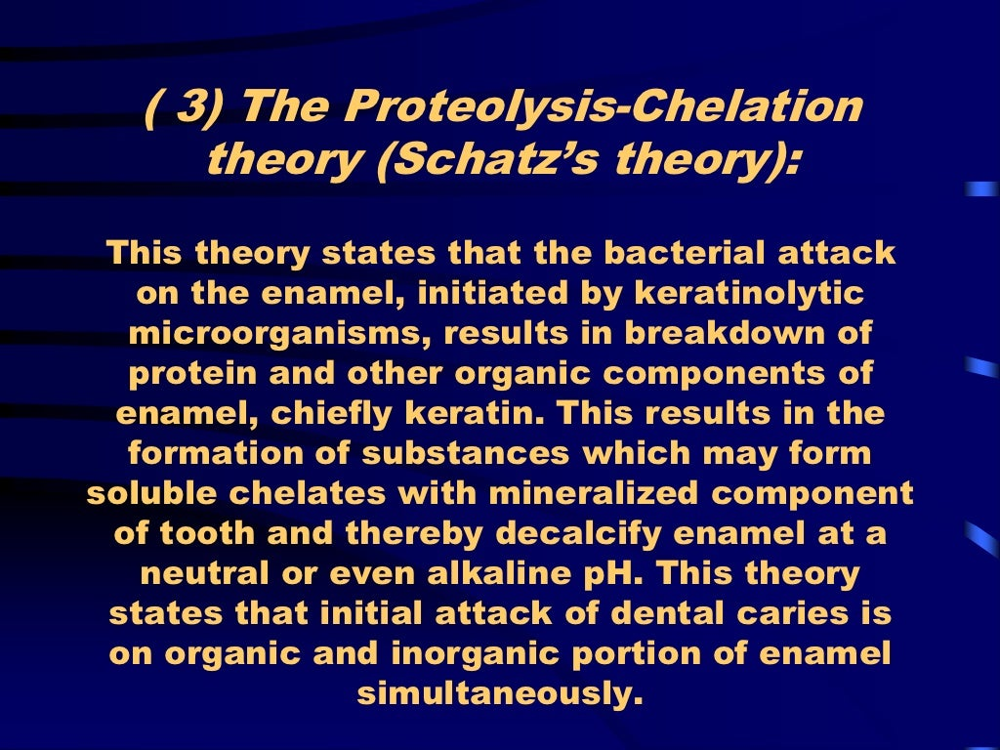 ( 3) The Proteolysis-Chelation
theory (Schatz’s theory):
This theory states that the bacterial attack
on the enamel, initiated by keratinolytic
microorganisms, results in breakdown of
protein and other organic components of
enamel, chiefly keratin. This results in the
formation of substances which may form
soluble chelates with mineralized component
of tooth and thereby decalcify enamel at a
neutral or even alkaline pH. This theory
states that initial attack of dental caries is
on organic and inorganic portion of enamel
simultaneously.